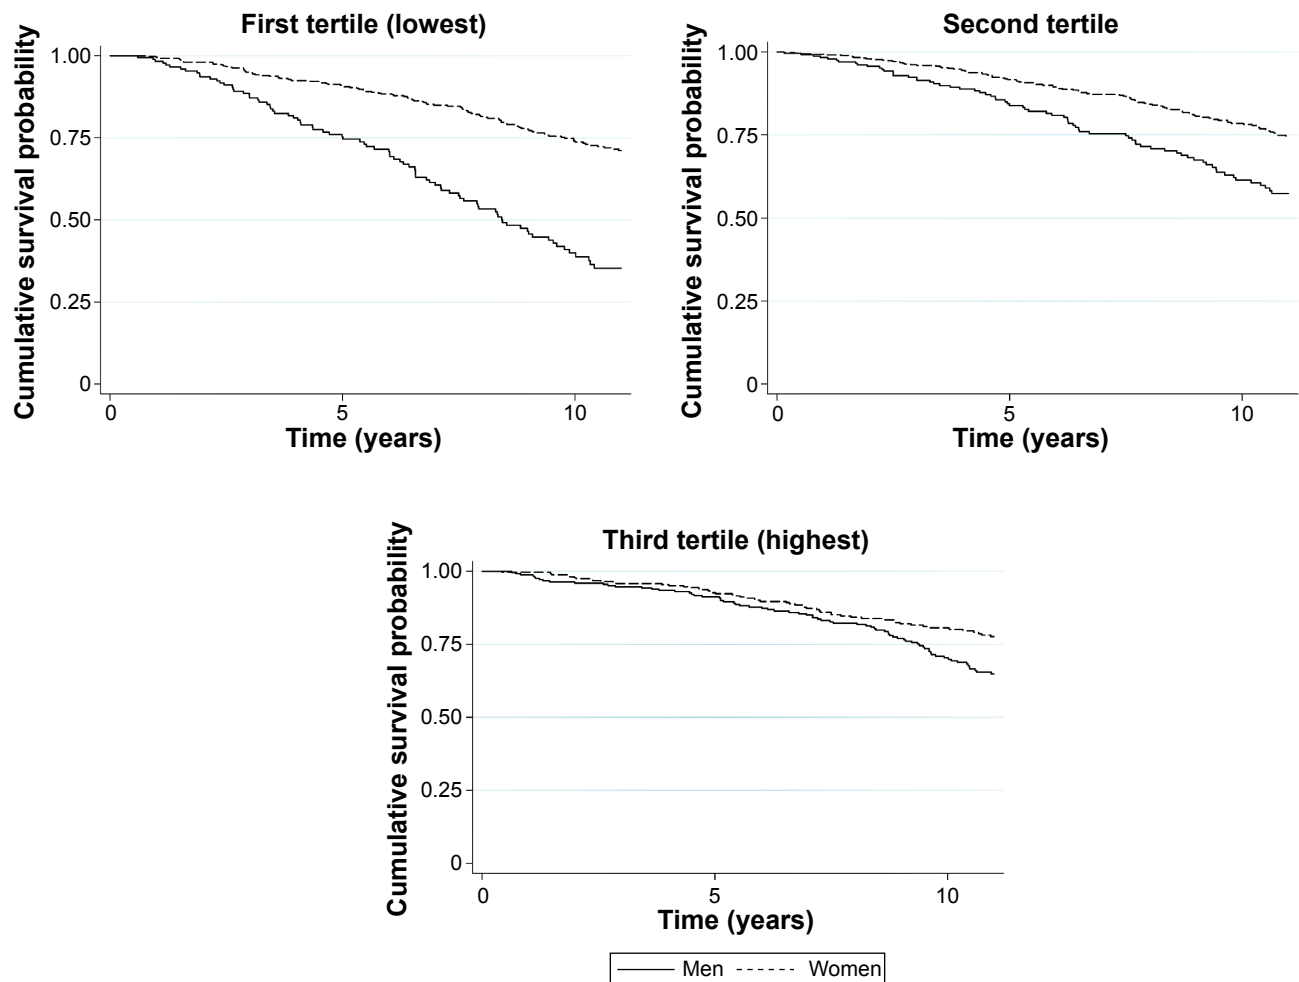 First tertile (lowest)
Cumulative survival probability
1.00
0.75
0.50
0.25
0
0 5 10
Time (years)
Second tertile
Cumulative survival probability
1.00
0.75
0.50
0.25
0
0 5 10
Time (years)
Third tertile (highest)
Cumulative survival probability
1.00
0.75
0.50
0.25
0
0 5 10
Time (years)
Men Women